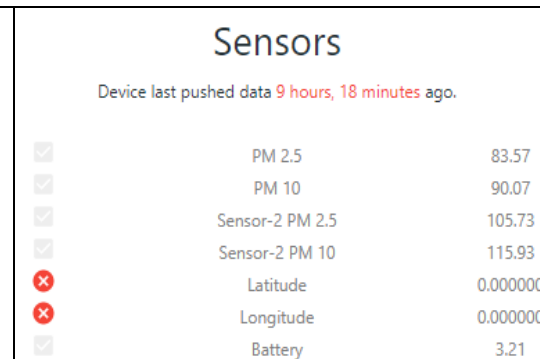 Sensors
Device last pushed data 9 hours, 18 minutes ago.
PM 2.5 83.57
PM 10 90.07
Sensor-2 PM 2.5 105.73
Sensor-2 PM 10 115.93
Latitude 0.000000
Longitude 0.000000
Battery 3.21